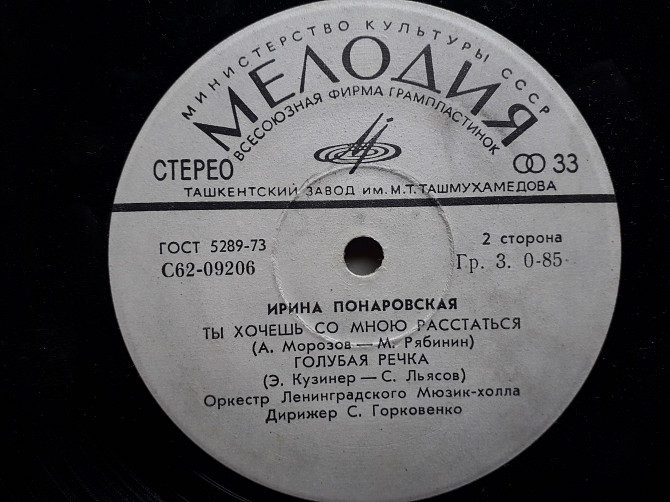 МИНИСТЕРСТВО КУЛЬТУРЫ СССР
МЕЛОДИЯ
ВСЕСОЮЗНАЯ ФИРМА ГРАМПЛАСТИНОК
СТЕРЕО 33
ТАШКЕНТСКИЙ ЗАВОД ИМ. М.Т. ТАШМУХАМЕДОВА
ГОСТ 5289-73 2 сторона
С62-09206 Гр. 3. 0-85
ИРИНА ПОНАРОВСКАЯ
ТЫ ХОЧЕШЬ СО МНОЮ РАССТАТЬСЯ
(А. Морозов — М. Рябинин)
ГОЛУБАЯ РЕЧКА
(Э. Кузинер — С. Льясов)
Оркестр Ленинградского Мюзик-холла
Дирижер С. Горковенко